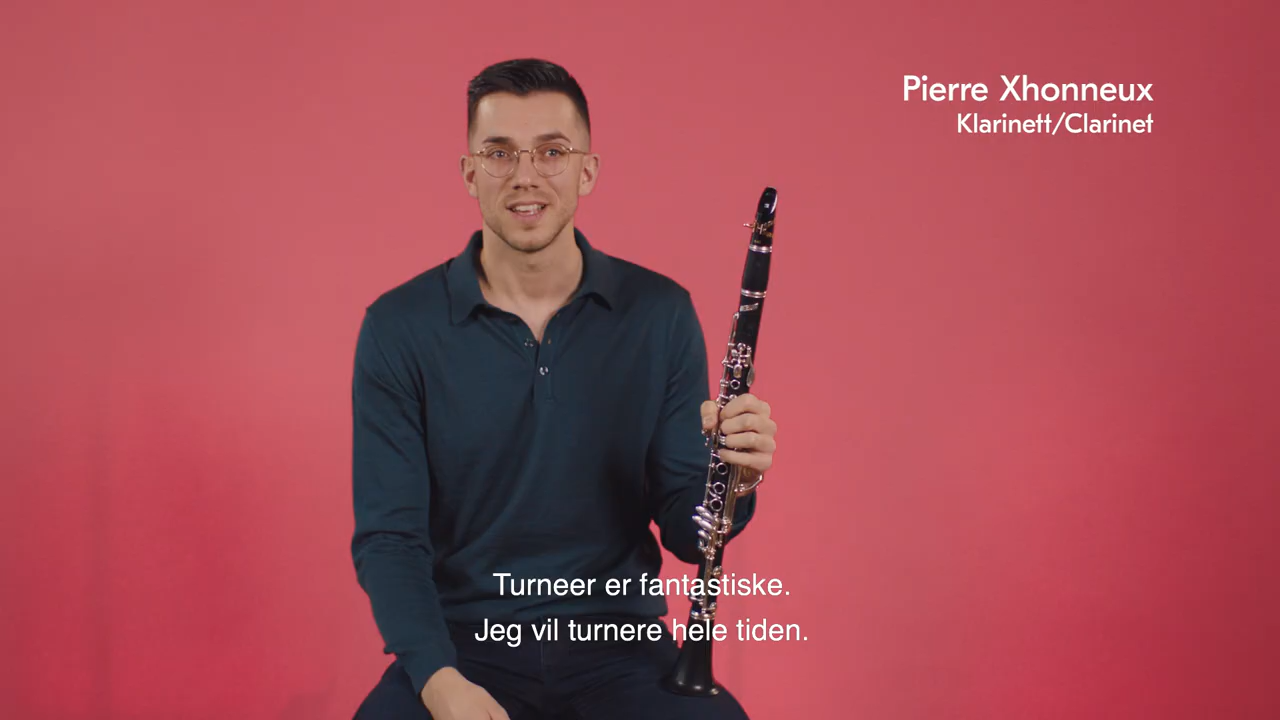 Pierre Xhonneux
Klarinett/Clarinet
Turneer er fantastiske.
Jeg vil turnere hele tiden.